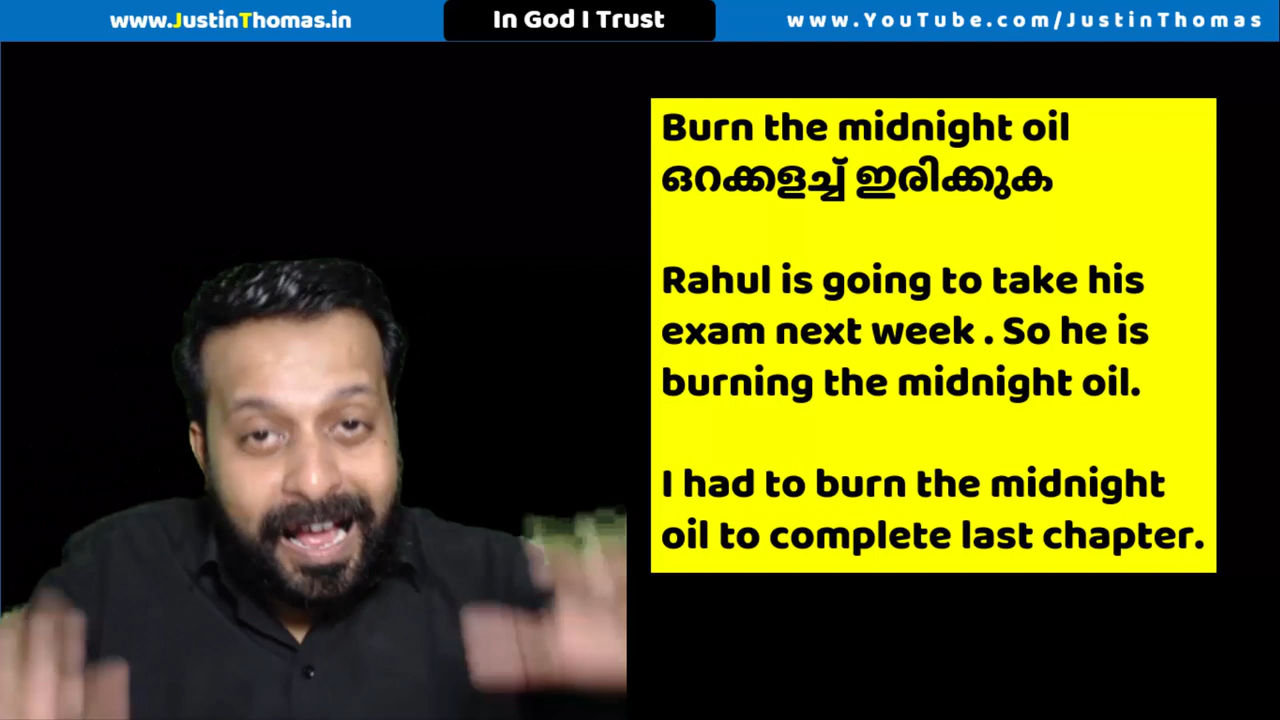 www.JustinThomas.in
In God I Trust
www.YouTube.com/JustinThomas
Burn the midnight oil
ഒറക്കളച്ച് ഇരിക്കുക
Rahul is going to take his
exam next week . So he is
burning the midnight oil.
I had to burn the midnight
oil to complete last chapter.